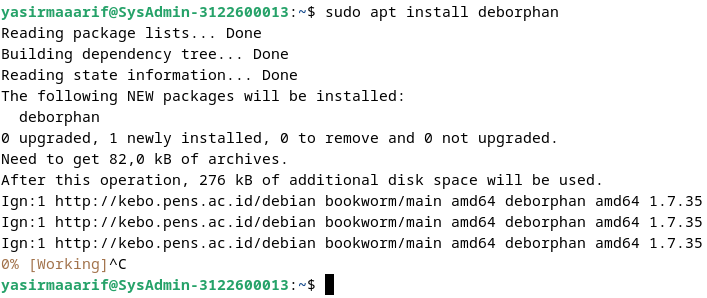 yasirmaaarif@SysAdmin-3122600013:~$ sudo apt install deborphan
Reading package lists... Done
Building dependency tree... Done
Reading state information... Done
The following NEW packages will be installed:
  deborphan
0 upgraded, 1 newly installed, 0 to remove and 0 not upgraded.
Need to get 82,0 kB of archives.
After this operation, 276 kB of additional disk space will be used.
Ign:1 http://kebo.pens.ac.id/debian bookworm/main amd64 deborphan amd64 1.7.35
Ign:1 http://kebo.pens.ac.id/debian bookworm/main amd64 deborphan amd64 1.7.35
Ign:1 http://kebo.pens.ac.id/debian bookworm/main amd64 deborphan amd64 1.7.35
0% [Working]^C
yasirmaaarif@SysAdmin-3122600013:~$